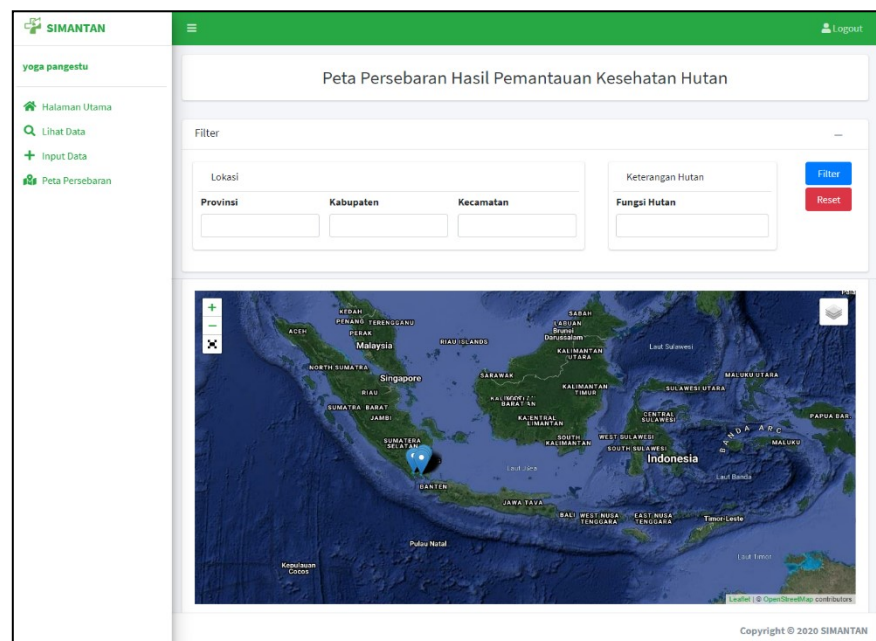 SIMANTAN
Logout
yoga pangestu
Halaman Utama
Lihat Data
Input Data
Peta Persebaran
Peta Persebaran Hasil Pemantauan Kesehatan Hutan
Filter
Lokasi
Provinsi
Kabupaten
Kecamatan
Keterangan Hutan
Fungsi Hutan
Filter
Reset
+
−
ACEH
KEDAH
PENANG
TERENGGANU
PERAK
Malaysia
NORTH SUMATRA
Singapore
RIAU ISLANDS
RIAU
SUMATRA BARAT
JAMBI
SUMATERA
SELATAN
BANTEN
SABAH
LABUAN
Brunei
Darussalam
KALIMANTAN
UTARA
SARAWAK
KALIMANTAN
TIMUR
BARAT
SOUTH
KALIMANTAN
Laut Sulawesi
SULAWESI UTARA
MALUKU UTARA
CENTRAL
SULAWESI
WEST SULAWESI
SOUTH SULAWESI
Indonesia
BANDA ARC
MALUKU
PAPUA BAR
Laut Jawa
Laut Banda
JAWA
BALI
WEST NUSA
TENGGARA
EAST NUSA
TENGGARA
Timor-Leste
Laut Timor
Pulau Natal
Kepulauan
Cocos
Leaflet | © OpenStreetMap contributors
Copyright © 2020 SIMANTAN